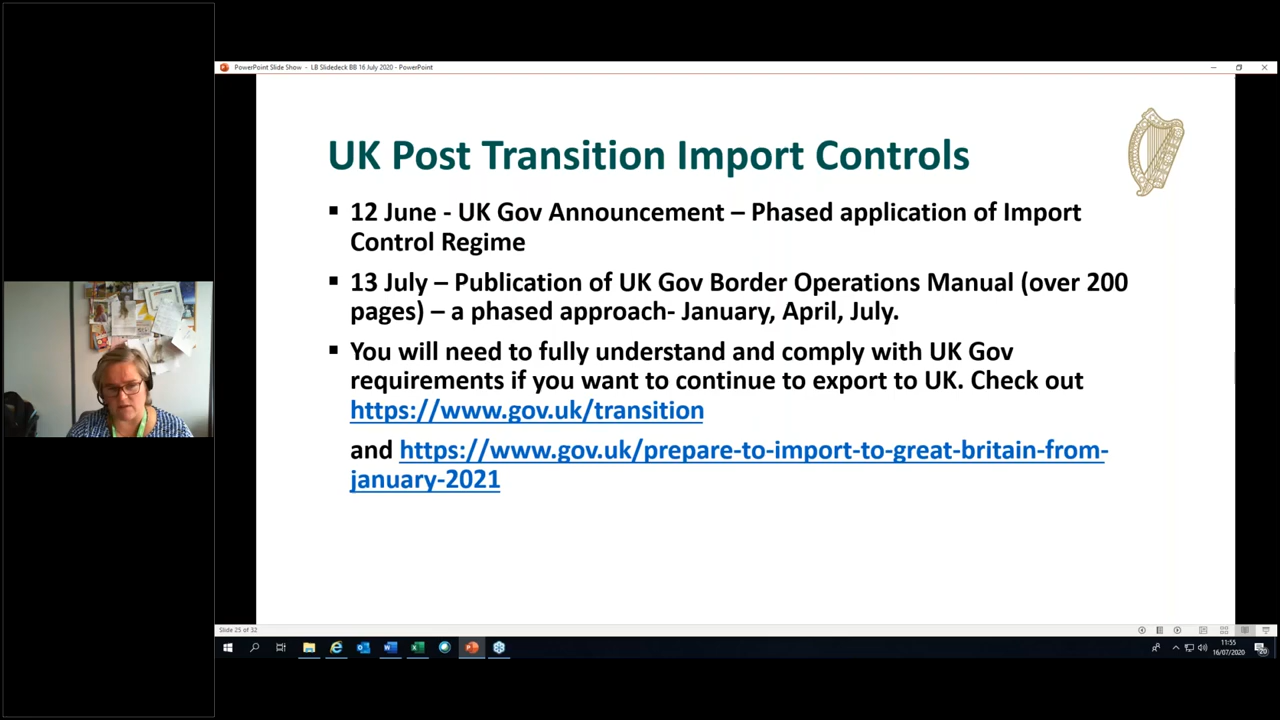 PowerPoint Slide Show - LB Slidedeck BB 16 July 2020 - PowerPoint
UK Post Transition Import Controls
▪ 12 June - UK Gov Announcement – Phased application of Import
Control Regime
▪ 13 July – Publication of UK Gov Border Operations Manual (over 200
pages) – a phased approach- January, April, July.
▪ You will need to fully understand and comply with UK Gov
requirements if you want to continue to export to UK. Check out
https://www.gov.uk/transition
and https://www.gov.uk/prepare-to-import-to-great-britain-from-
january-2021
Slide 25 of 32
11:55
16/07/2020
20